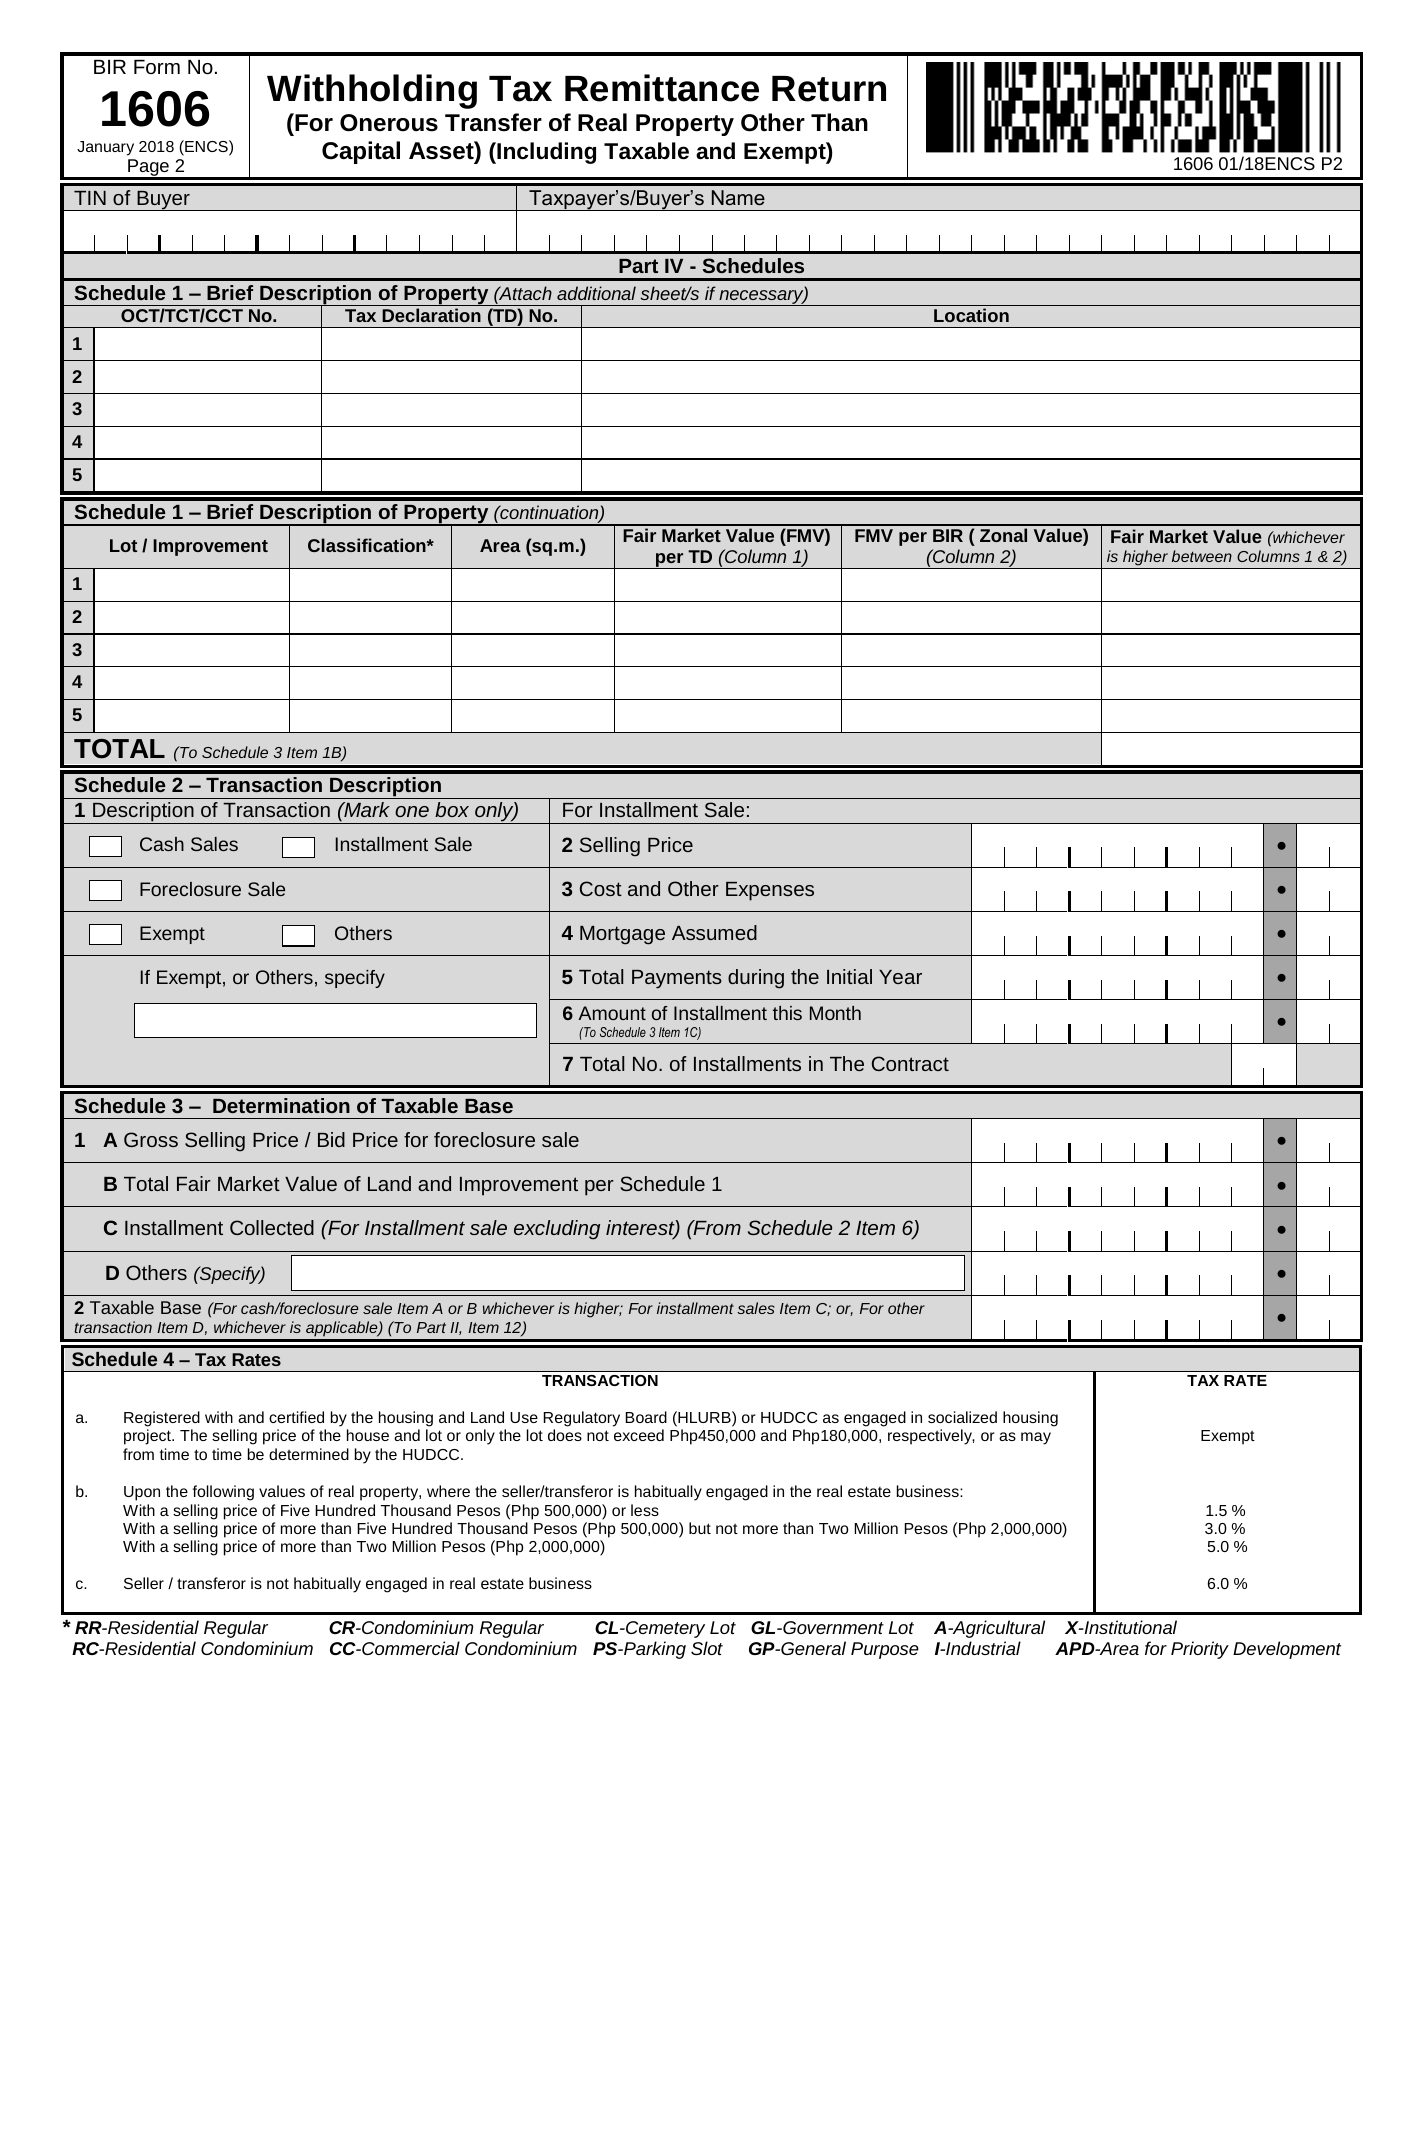 BIR Form No.
1606
January 2018 (ENCS)
Page 2
Withholding Tax Remittance Return
(For Onerous Transfer of Real Property Other Than
Capital Asset) (Including Taxable and Exempt)
1606 01/18ENCS P2
TIN of Buyer
Taxpayer’s/Buyer’s Name
Part IV - Schedules
Schedule 1 – Brief Description of Property (Attach additional sheet/s if necessary)
OCT/TCT/CCT No. Tax Declaration (TD) No. Location
1
2
3
4
5
Schedule 1 – Brief Description of Property (continuation)
Lot / Improvement Classification* Area (sq.m.) Fair Market Value (FMV) per TD (Column 1) FMV per BIR ( Zonal Value) (Column 2) Fair Market Value (whichever is higher between Columns 1 & 2)
1
2
3
4
5
TOTAL (To Schedule 3 Item 1B)
Schedule 2 – Transaction Description
1 Description of Transaction (Mark one box only) For Installment Sale:
Cash Sales Installment Sale 2 Selling Price •
Foreclosure Sale 3 Cost and Other Expenses •
Exempt Others 4 Mortgage Assumed •
If Exempt, or Others, specify 5 Total Payments during the Initial Year •
6 Amount of Installment this Month •
(To Schedule 3 Item 1C)
7 Total No. of Installments in The Contract
Schedule 3 – Determination of Taxable Base
1 A Gross Selling Price / Bid Price for foreclosure sale •
B Total Fair Market Value of Land and Improvement per Schedule 1 •
C Installment Collected (For Installment sale excluding interest) (From Schedule 2 Item 6) •
D Others (Specify) •
2 Taxable Base (For cash/foreclosure sale Item A or B whichever is higher; For installment sales Item C; or, For other
transaction Item D, whichever is applicable) (To Part II, Item 12) •
Schedule 4 – Tax Rates
TRANSACTION TAX RATE
a. Registered with and certified by the housing and Land Use Regulatory Board (HLURB) or HUDCC as engaged in socialized housing
project. The selling price of the house and lot or only the lot does not exceed Php450,000 and Php180,000, respectively, or as may Exempt
from time to time be determined by the HUDCC.
b. Upon the following values of real property, where the seller/transferor is habitually engaged in the real estate business:
With a selling price of Five Hundred Thousand Pesos (Php 500,000) or less 1.5 %
With a selling price of more than Five Hundred Thousand Pesos (Php 500,000) but not more than Two Million Pesos (Php 2,000,000) 3.0 %
With a selling price of more than Two Million Pesos (Php 2,000,000) 5.0 %
c. Seller / transferor is not habitually engaged in real estate business 6.0 %
* RR-Residential Regular CR-Condominium Regular CL-Cemetery Lot GL-Government Lot A-Agricultural X-Institutional
RC-Residential Condominium CC-Commercial Condominium PS-Parking Slot GP-General Purpose I-Industrial APD-Area for Priority Development